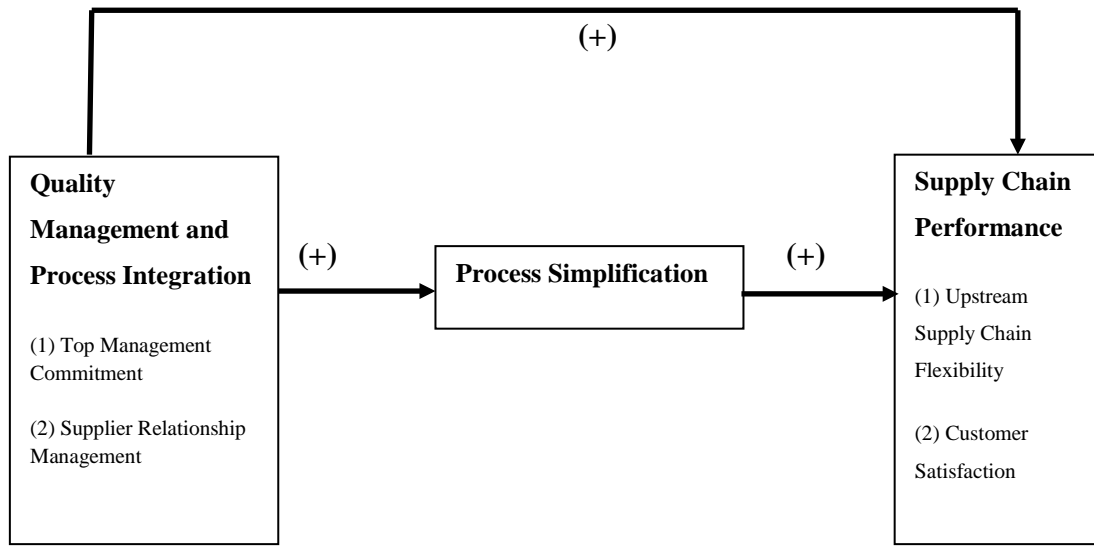 (+)
Quality
Management and
Process Integration
(1) Top Management
Commitment
(2) Supplier Relationship
Management
(+)
Process Simplification
(+)
Supply Chain
Performance
(1) Upstream
Supply Chain
Flexibility
(2) Customer
Satisfaction